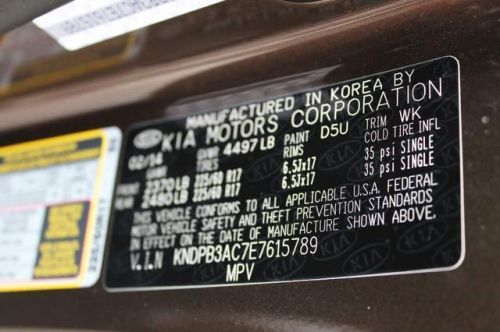 MANUFACTURED IN KOREA BY
KIA KIA MOTORS CORPORATION
02/14 GVWR 4497 LB PAINT D5U TRIM WK
GAWR TIRES RIMS COLD TIRE INFL
FRONT 2370 LB 225/60 R17 6.5J×17 35 psi SINGLE
REAR 2480 LB 225/60 R17 6.5J×17 35 psi SINGLE
THIS VEHICLE CONFORMS TO ALL APPLICABLE U.S.A. FEDERAL
MOTOR VEHICLE SAFETY AND THEFT PREVENTION STANDARDS
IN EFFECT ON THE DATE OF MANUFACTURE SHOWN ABOVE.
V.I.N KNDPB3AC7E7615789
MPV